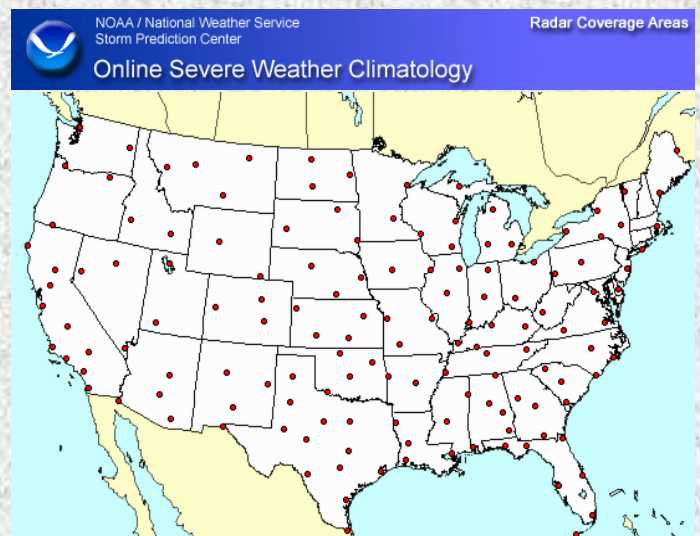 NOAA / National Weather Service
Radar Coverage Areas
Storm Prediction Center
Online Severe Weather Climatology